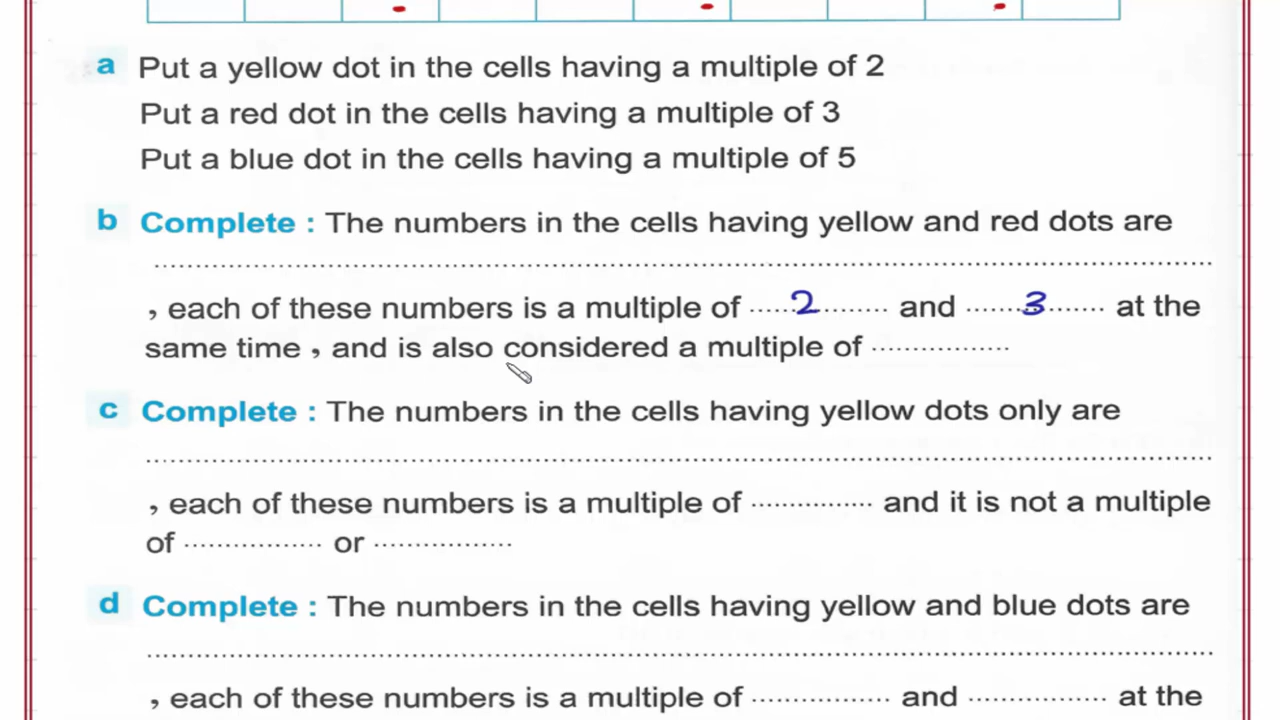 a Put a yellow dot in the cells having a multiple of 2
Put a red dot in the cells having a multiple of 3
Put a blue dot in the cells having a multiple of 5
b Complete : The numbers in the cells having yellow and red dots are
................................................................
, each of these numbers is a multiple of ......2......... and .......3....... at the
same time , and is also considered a multiple of ................
c Complete : The numbers in the cells having yellow dots only are
................................................................
, each of these numbers is a multiple of ............... and it is not a multiple
of ................ or ................
d Complete : The numbers in the cells having yellow and blue dots are
................................................................
, each of these numbers is a multiple of ................ and ................ at the